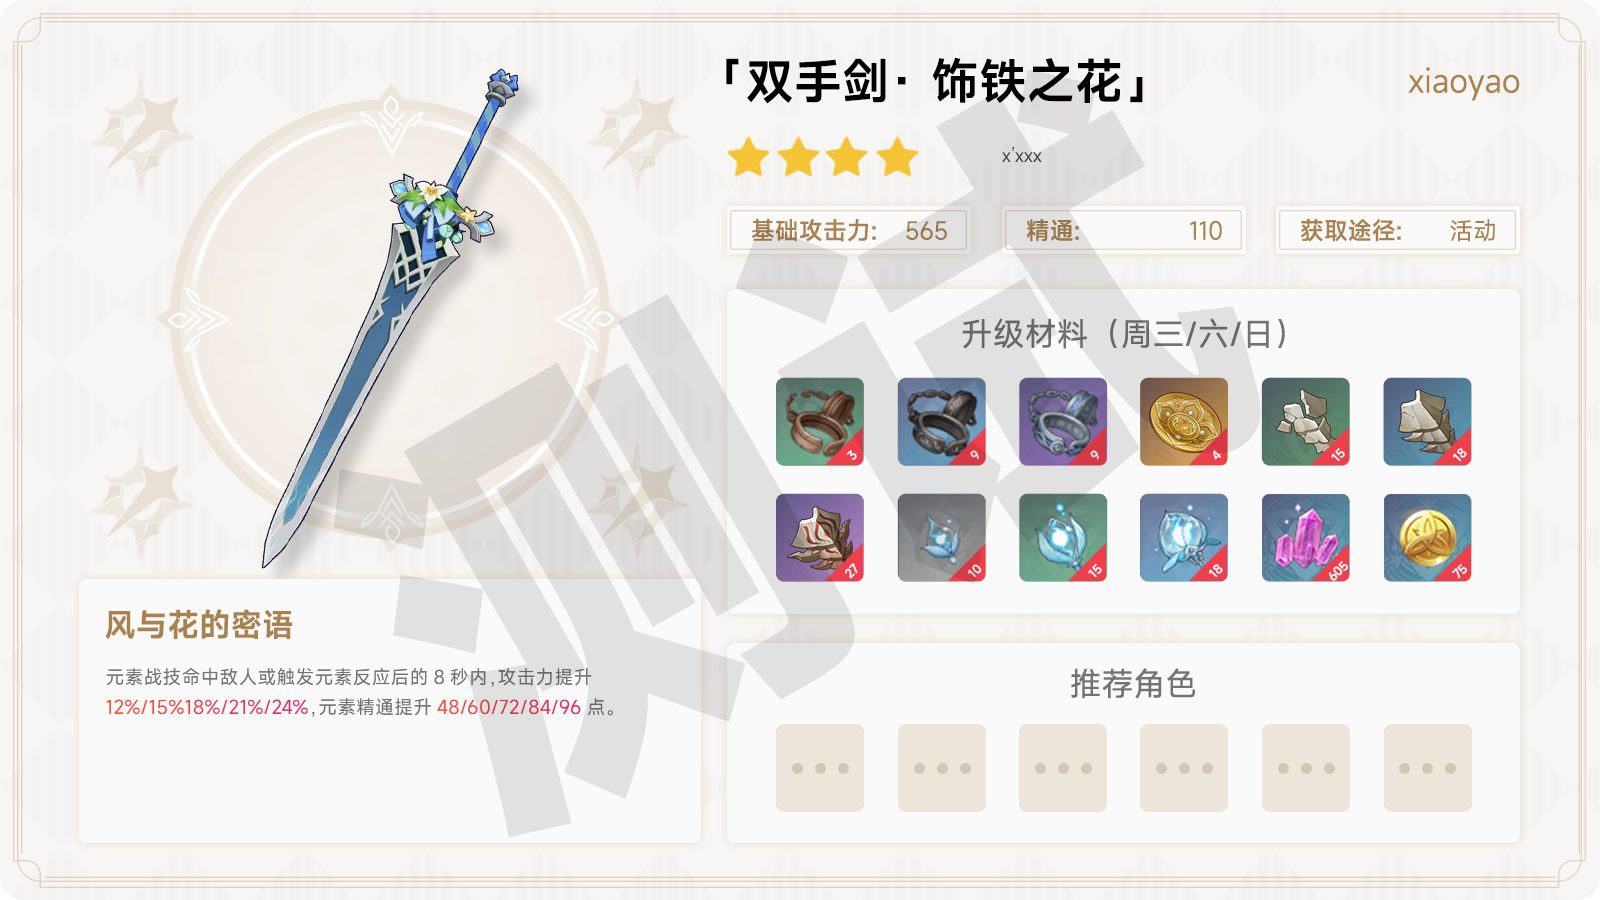 「双手剑· 饰铁之花」
xiaoyao
x'xxx
基础攻击力: 565
精通: 110
获取途径: 活动
升级材料（周三/六/日）
3
9
9
4
15
18
27
10
15
18
605
75
风与花的密语
元素战技命中敌人或触发元素反应后的 8 秒内,攻击力提升
12%/15%18%/21%/24%,元素精通提升 48/60/72/84/96 点。
推荐角色
测试